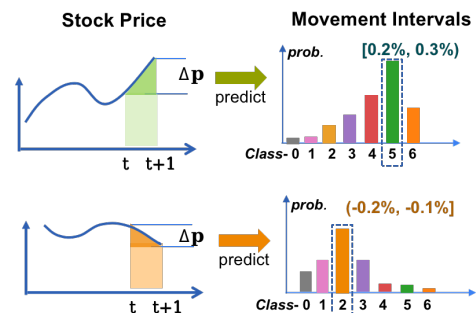 Stock Price
Movement Intervals
prob.
[0.2%, 0.3%)
Δp
predict
Class- 0 1 2 3 4 5 6
t t+1
prob.
(-0.2%, -0.1%]
Δp
predict
Class- 0 1 2 3 4 5 6
t t+1